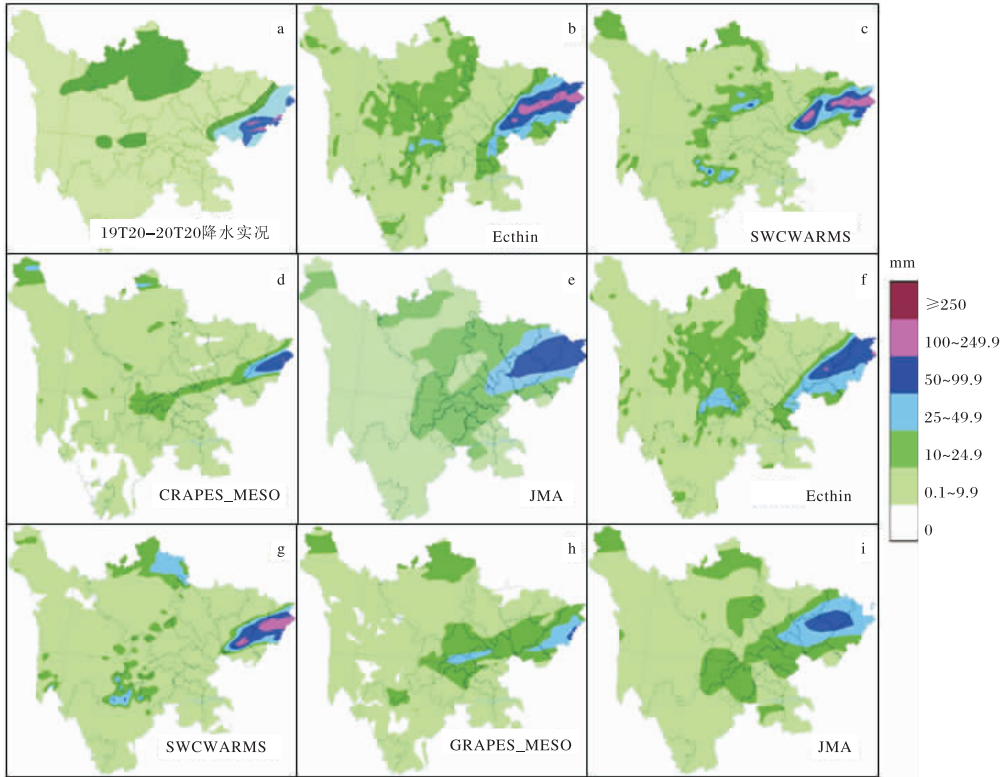 a
19T20–20T20降水实况
b
Ecthin
c
SWCWARMS
d
CRAPES_MESO
e
JMA
f
Ecthin
g
SWCWARMS
h
GRAPES_MESO
i
JMA
mm
≥250
100~249.9
50~99.9
25~49.9
10~24.9
0.1~9.9
0